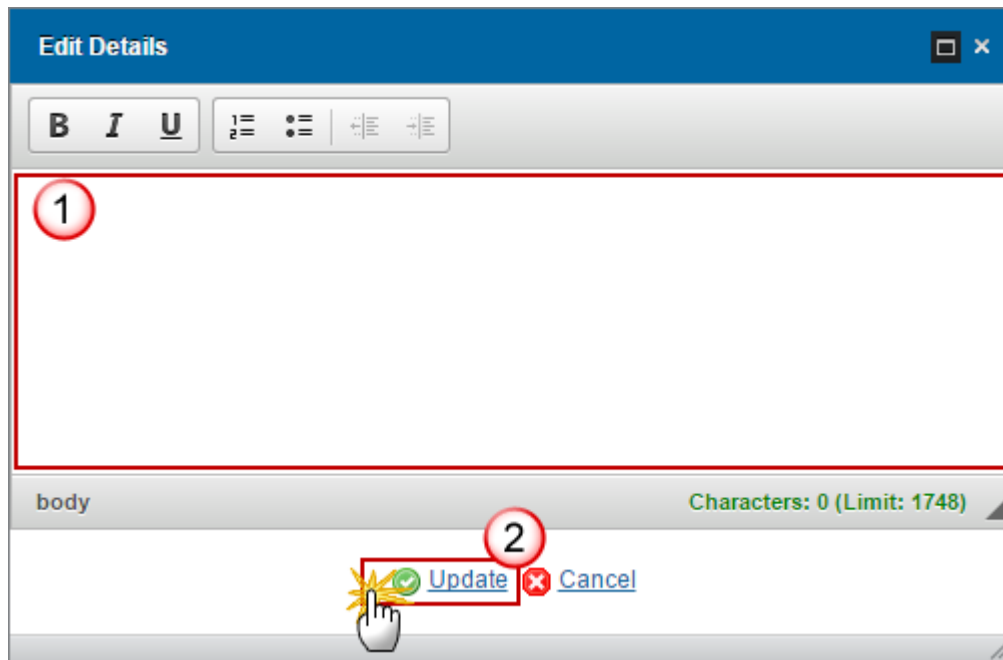 Edit Details
B I U
1
body Characters: 0 (Limit: 1748)
2
Update Cancel